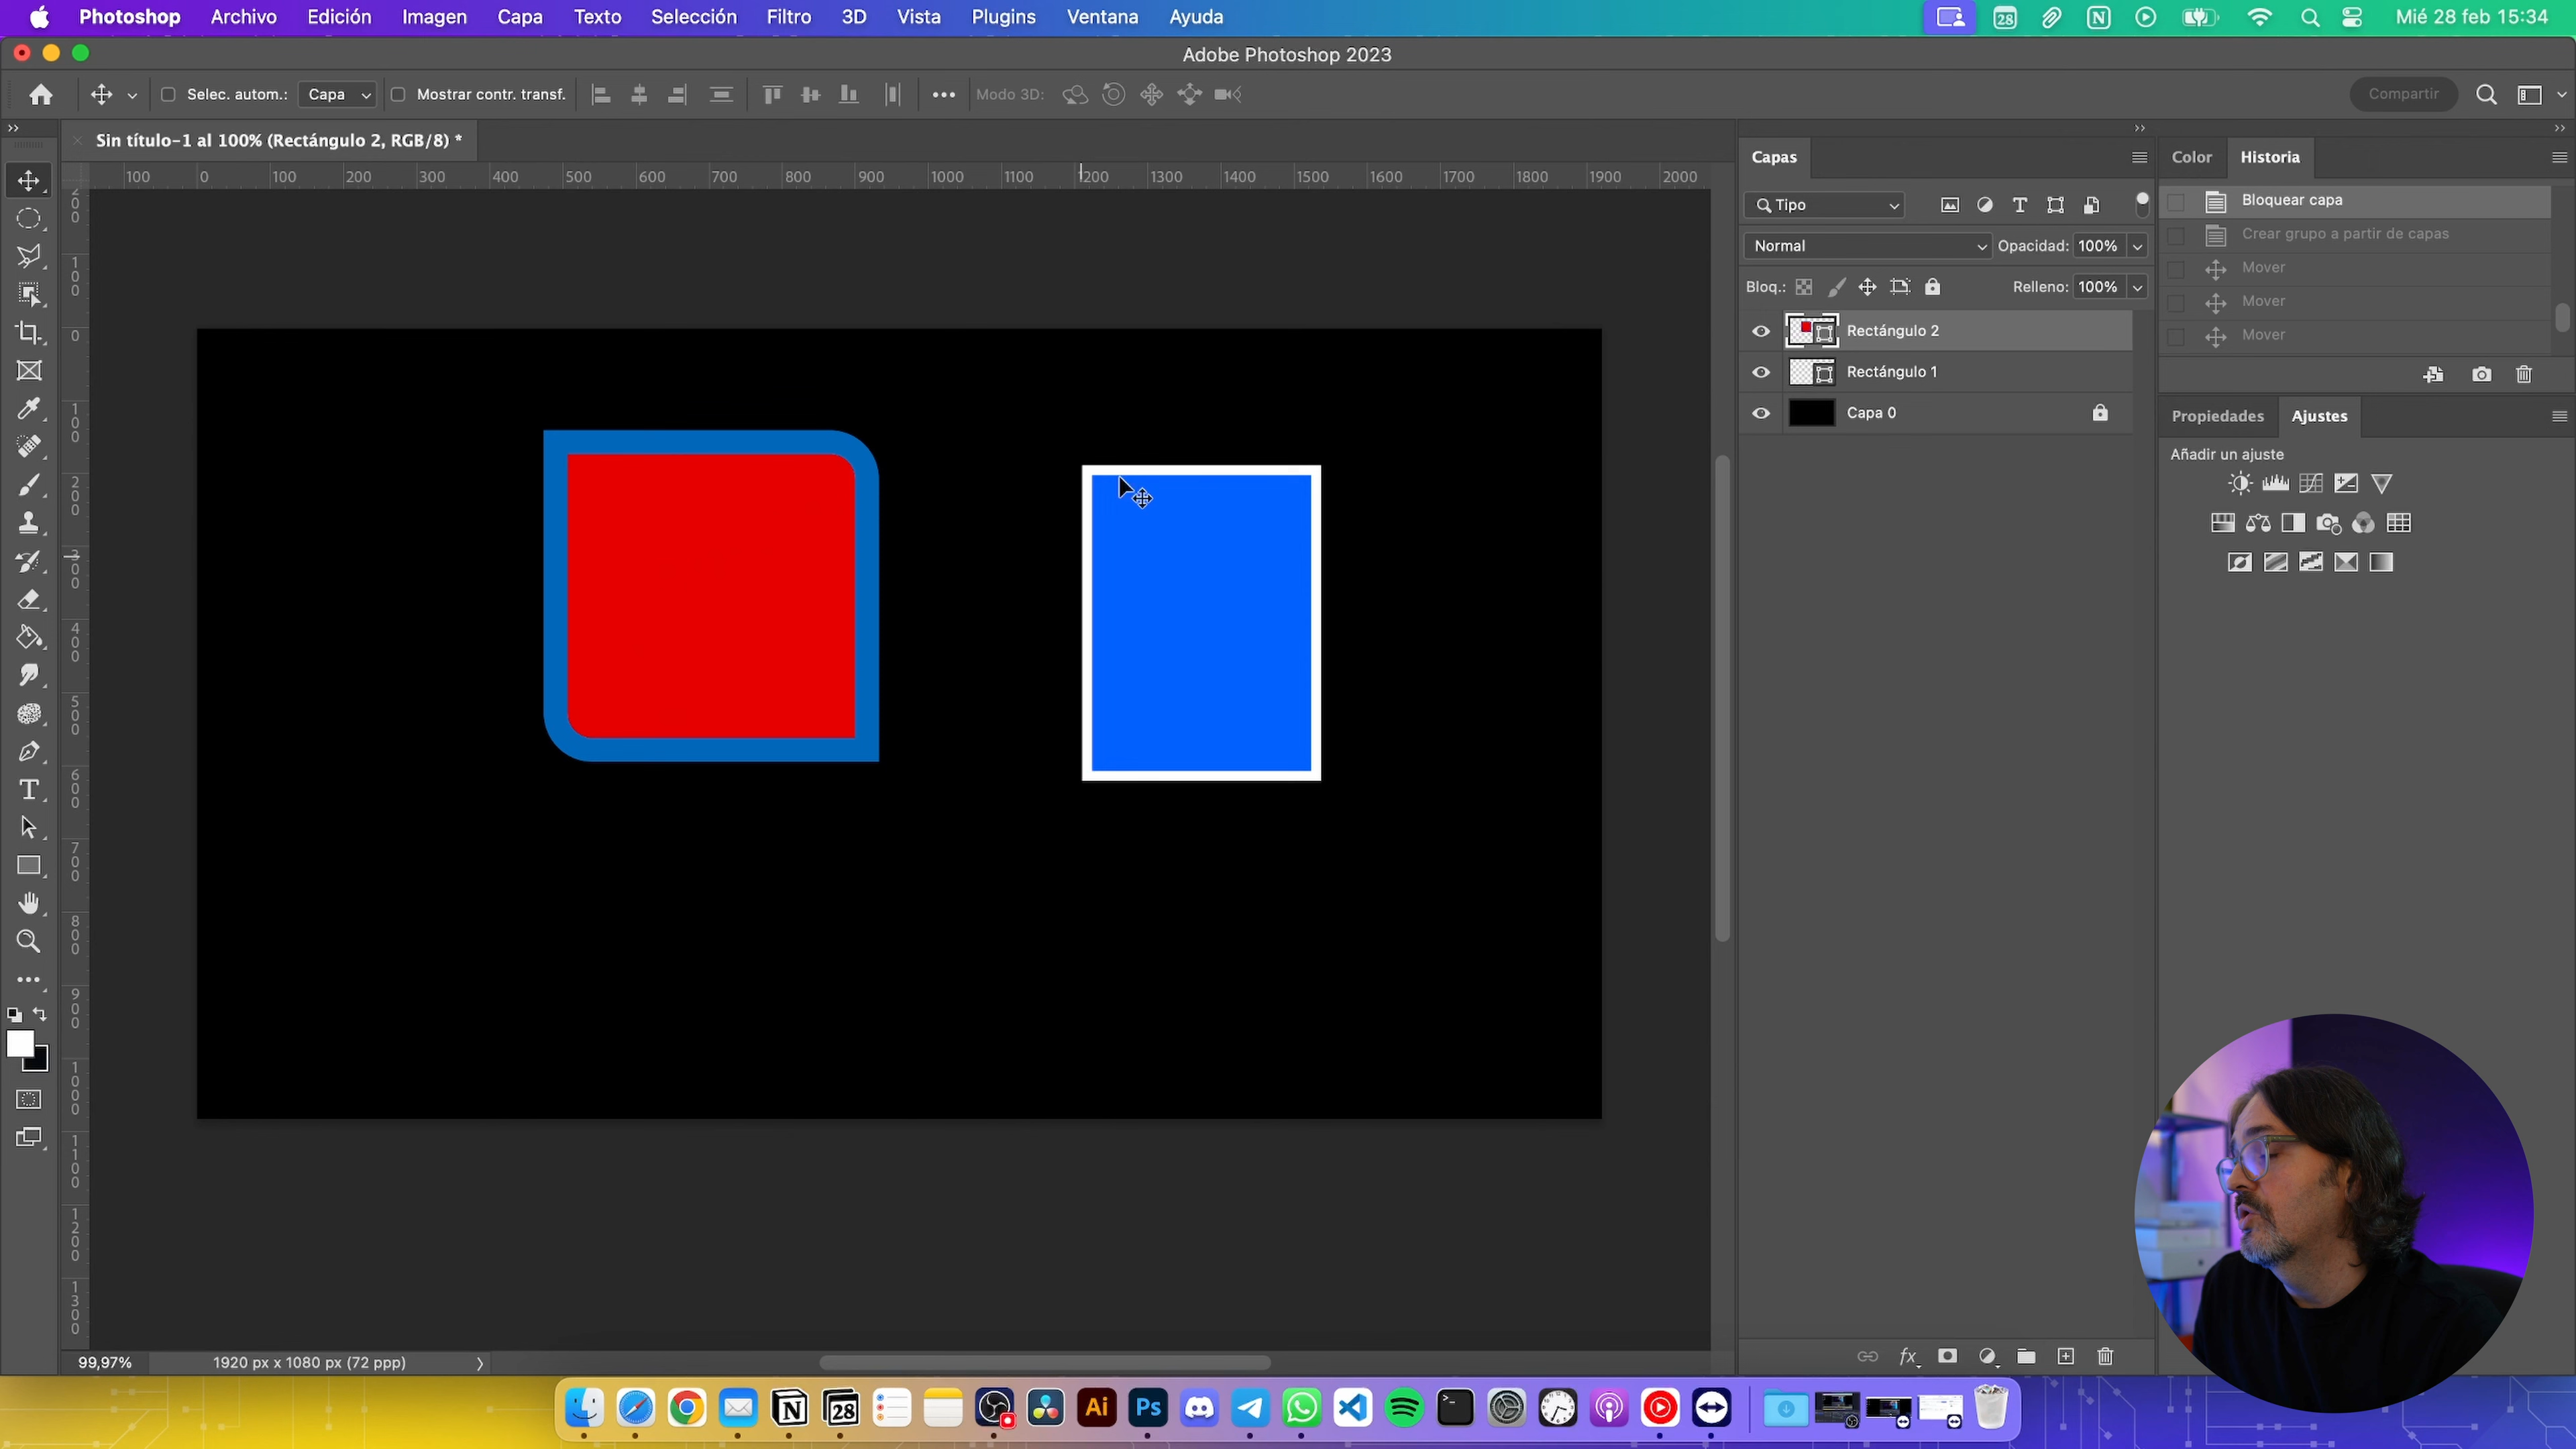 Photoshop Archivo Edición Imagen Capa Texto Selección Filtro 3D Vista Plugins Ventana Ayuda 28 Mié 28 feb 15:34
Adobe Photoshop 2023
Selec. autom.: Capa Mostrar contr. transf. Modo 3D: Compartir
Sin título-1 al 100% (Rectángulo 2, RGB/8) *
100 0 100 200 300 400 500 600 700 800 900 1000 1100 1200 1300 1400 1500 1600 1700 1800 1900 2000
200
100
0
100
200
300
400
500
600
700
800
900
1000
1100
1200
1300
Capas
Tipo
Normal Opacidad: 100%
Bloq.: Relleno: 100%
Rectángulo 2
Rectángulo 1
Capa 0
fx
Color Historia
Bloquear capa
Crear grupo a partir de capas
Mover
Mover
Mover
Propiedades Ajustes
Añadir un ajuste
99,97% 1920 px x 1080 px (72 ppp)
28 Ai Ps